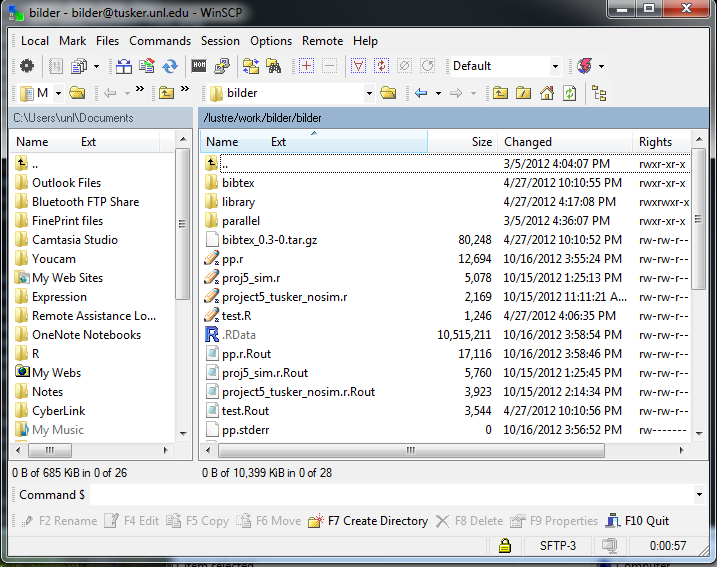 bilder - bilder@tusker.unl.edu - WinSCP
Local Mark Files Commands Session Options Remote Help
Default
M bilder
C:\Users\unl\Documents /lustre/work/bilder/bilder
Name Ext Name Ext Size Changed Rights
.. .. 3/5/2012 4:04:07 PM rwxr-xr-x
Outlook Files bibtex 4/27/2012 10:10:55 PM rwxr-xr-x
Bluetooth FTP Share library 4/27/2012 4:17:08 PM rwxrwxr-x
FinePrint files parallel 3/5/2012 4:36:07 PM rwxr-xr-x
Camtasia Studio bibtex_0.3-0.tar.gz 80,248 4/27/2012 10:10:52 PM rw-rw-r--
Youcam pp.r 12,694 10/16/2012 3:55:24 PM rw-rw-r--
My Web Sites proj5_sim.r 5,078 10/15/2012 1:25:13 PM rw-rw-r--
Expression project5_tusker_nosim.r 2,169 10/15/2012 11:11:21 A... rw-rw-r--
Remote Assistance Lo... test.R 1,246 4/27/2012 4:06:35 PM rw-rw-r--
OneNote Notebooks .RData 10,515,211 10/16/2012 3:58:54 PM rw-rw-r--
R pp.r.Rout 17,116 10/16/2012 3:58:46 PM rw-rw-r--
My Webs proj5_sim.r.Rout 5,760 10/15/2012 1:25:45 PM rw-rw-r--
Notes project5_tusker_nosim.r.Rout 3,923 10/15/2012 2:14:34 PM rw-rw-r--
CyberLink test.Rout 3,544 4/27/2012 10:10:56 PM rw-rw-r--
My Music pp.stderr 0 10/16/2012 3:56:52 PM rw-------
0 B of 685 KiB in 0 of 26 0 B of 10,399 KiB in 0 of 28
Command $
F2 Rename F4 Edit F5 Copy F6 Move F7 Create Directory F8 Delete F9 Properties F10 Quit
SFTP-3 0:00:57